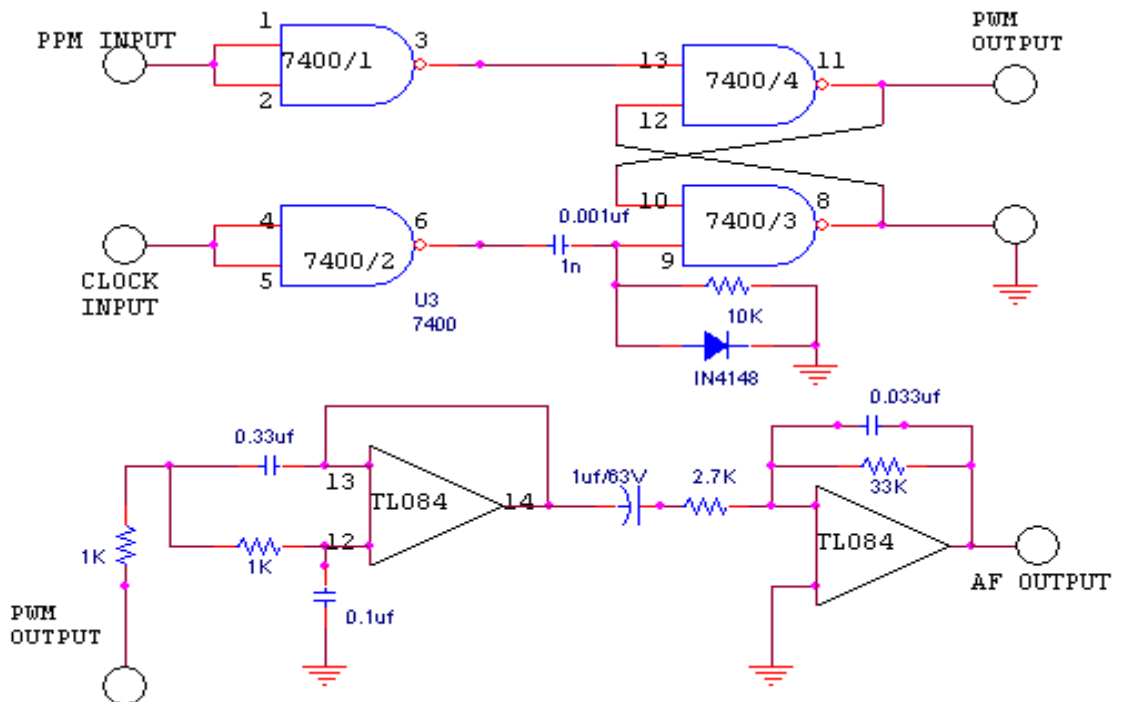 PPM INPUT
1
2
7400/1
3
13
12
7400/4
11
PWM
OUTPUT
4
5
7400/2
6
CLOCK
INPUT
U3
7400
0.001uf
1n
10
9
7400/3
8
10K
IN4148
0.33uf
13
TL084
14
12
1K
1K
0.1uf
PWM
OUTPUT
1uf/63V
2.7K
0.033uf
33K
TL084
AF OUTPUT